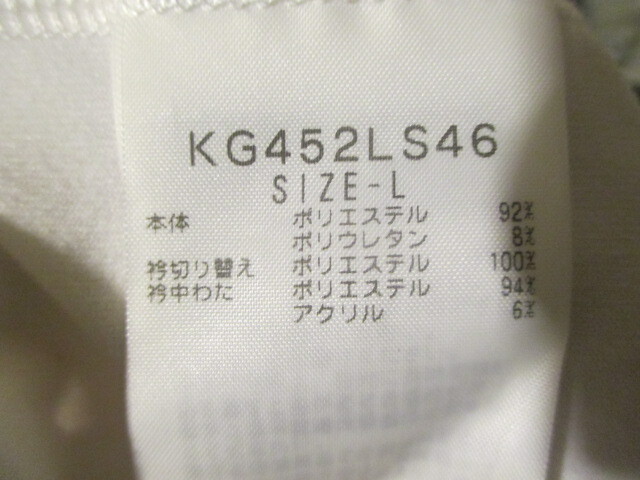 KG452LS46
SIZE-L
本体 ポリエステル 92%
ポリウレタン 8%
衿切り替え ポリエステル 100%
衿中わた ポリエステル 94%
アクリル 6%